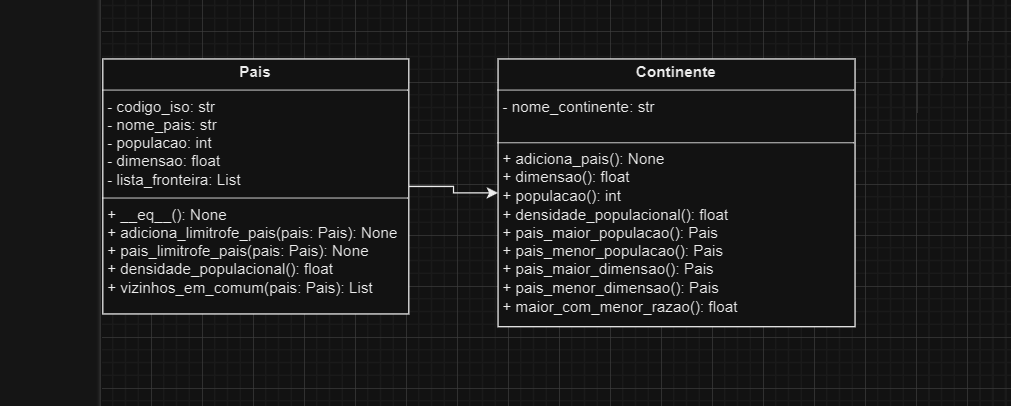 Pais
- codigo_iso: str
- nome_pais: str
- populacao: int
- dimensao: float
- lista_fronteira: List
+ __eq__(): None
+ adiciona_limitrofe_pais(pais: Pais): None
+ pais_limitrofe_pais(pais: Pais): None
+ densidade_populacional(): float
+ vizinhos_em_comum(pais: Pais): List
Continente
- nome_continente: str
+ adiciona_pais(): None
+ dimensao(): float
+ populacao(): int
+ densidade_populacional(): float
+ pais_maior_populacao(): Pais
+ pais_menor_populacao(): Pais
+ pais_maior_dimensao(): Pais
+ pais_menor_dimensao(): Pais
+ maior_com_menor_razao(): float